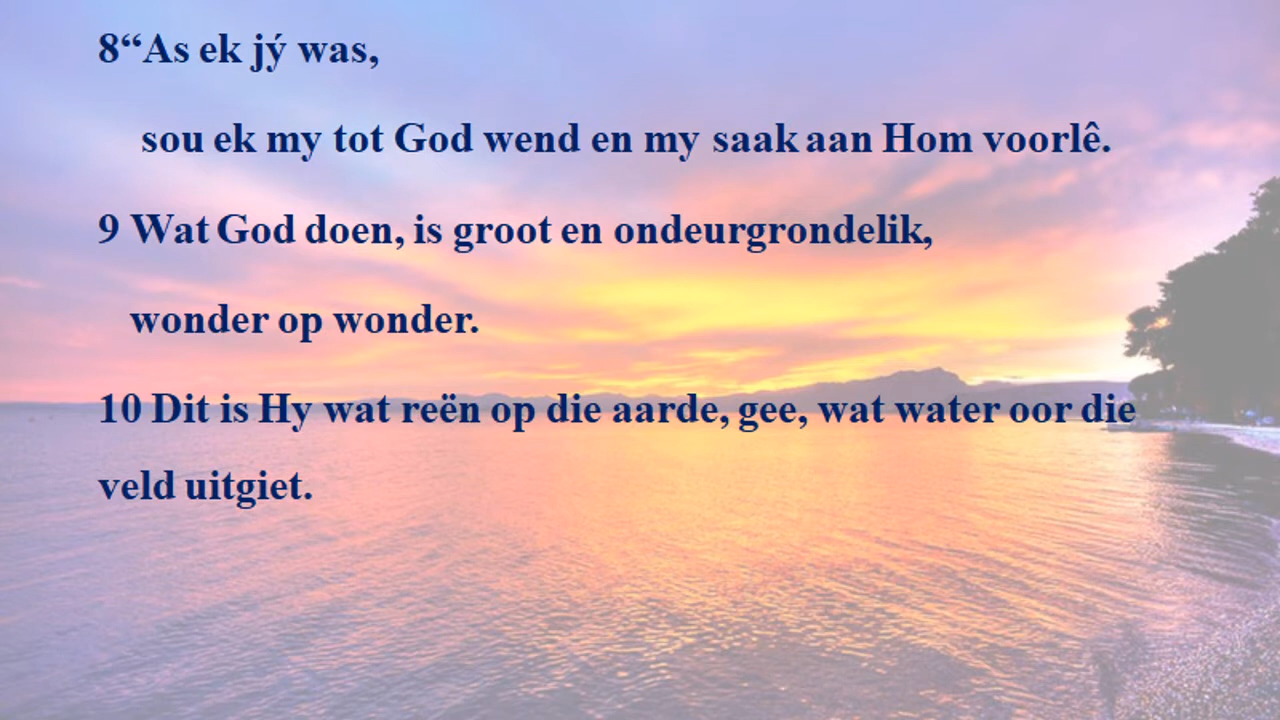 8“As ek jý was,
sou ek my tot God wend en my saak aan Hom voorlê.
9 Wat God doen, is groot en ondeurgrondelik,
wonder op wonder.
10 Dit is Hy wat reën op die aarde, gee, wat water oor die
veld uitgiet.